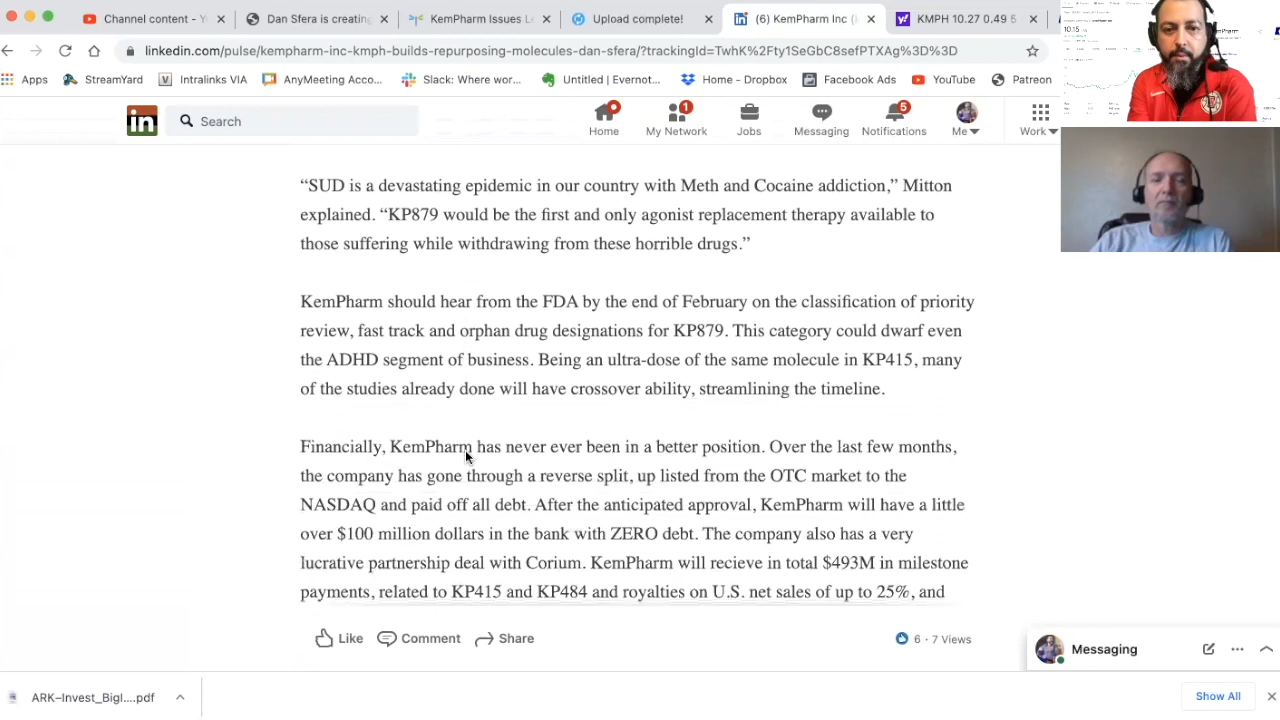 Channel content - Y
Dan Sfera is creating
KemPharm Issues Le
Upload complete!
(6) KemPharm Inc (k
KMPH 10.27 0.49 5
linkedin.com/pulse/kempharm-inc-kmph-builds-repurposing-molecules-dan-sfera/?trackingId=TwhK%2Fty1SeGbC8sefPTXAg%3D%3D
Apps
StreamYard
Intralinks VIA
AnyMeeting Acco...
Slack: Where wor...
Untitled | Evernot...
Home - Dropbox
Facebook Ads
YouTube
Patreon
10.15
in
Search
1
5
Home
My Network
Jobs
Messaging
Notifications
Me
Work
“SUD is a devastating epidemic in our country with Meth and Cocaine addiction,” Mitton
explained. “KP879 would be the first and only agonist replacement therapy available to
those suffering while withdrawing from these horrible drugs.”
KemPharm should hear from the FDA by the end of February on the classification of priority
review, fast track and orphan drug designations for KP879. This category could dwarf even
the ADHD segment of business. Being an ultra-dose of the same molecule in KP415, many
of the studies already done will have crossover ability, streamlining the timeline.
Financially, KemPharm has never ever been in a better position. Over the last few months,
the company has gone through a reverse split, up listed from the OTC market to the
NASDAQ and paid off all debt. After the anticipated approval, KemPharm will have a little
over $100 million dollars in the bank with ZERO debt. The company also has a very
lucrative partnership deal with Corium. KemPharm will recieve in total $493M in milestone
payments, related to KP415 and KP484 and royalties on U.S. net sales of up to 25%, and
Like
Comment
Share
6 · 7 Views
Messaging
ARK–Invest_BigI....pdf
Show All